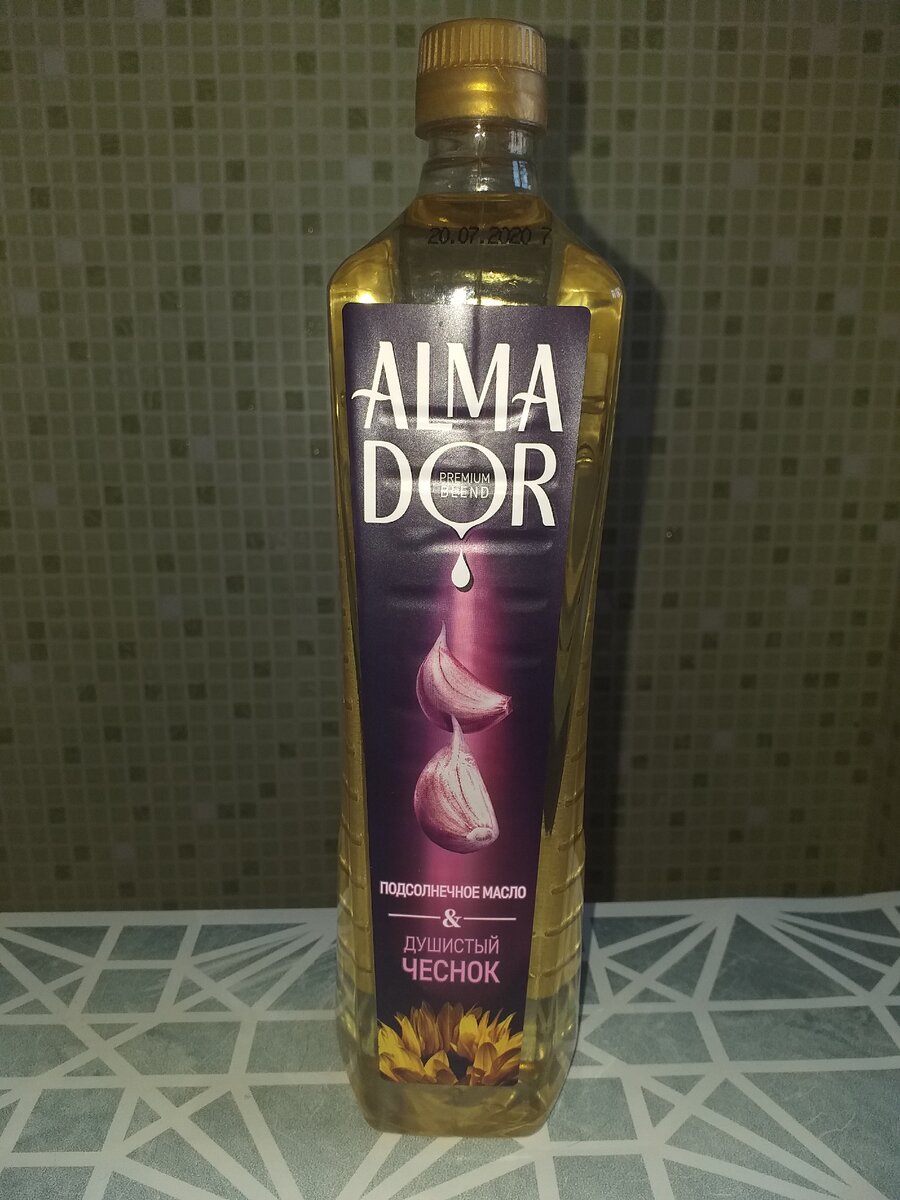 20.07.2020 7
ALMA
DOR
PREMIUM
BLEND
ПОДСОЛНЕЧНОЕ МАСЛО
&
ДУШИСТЫЙ
ЧЕСНОК